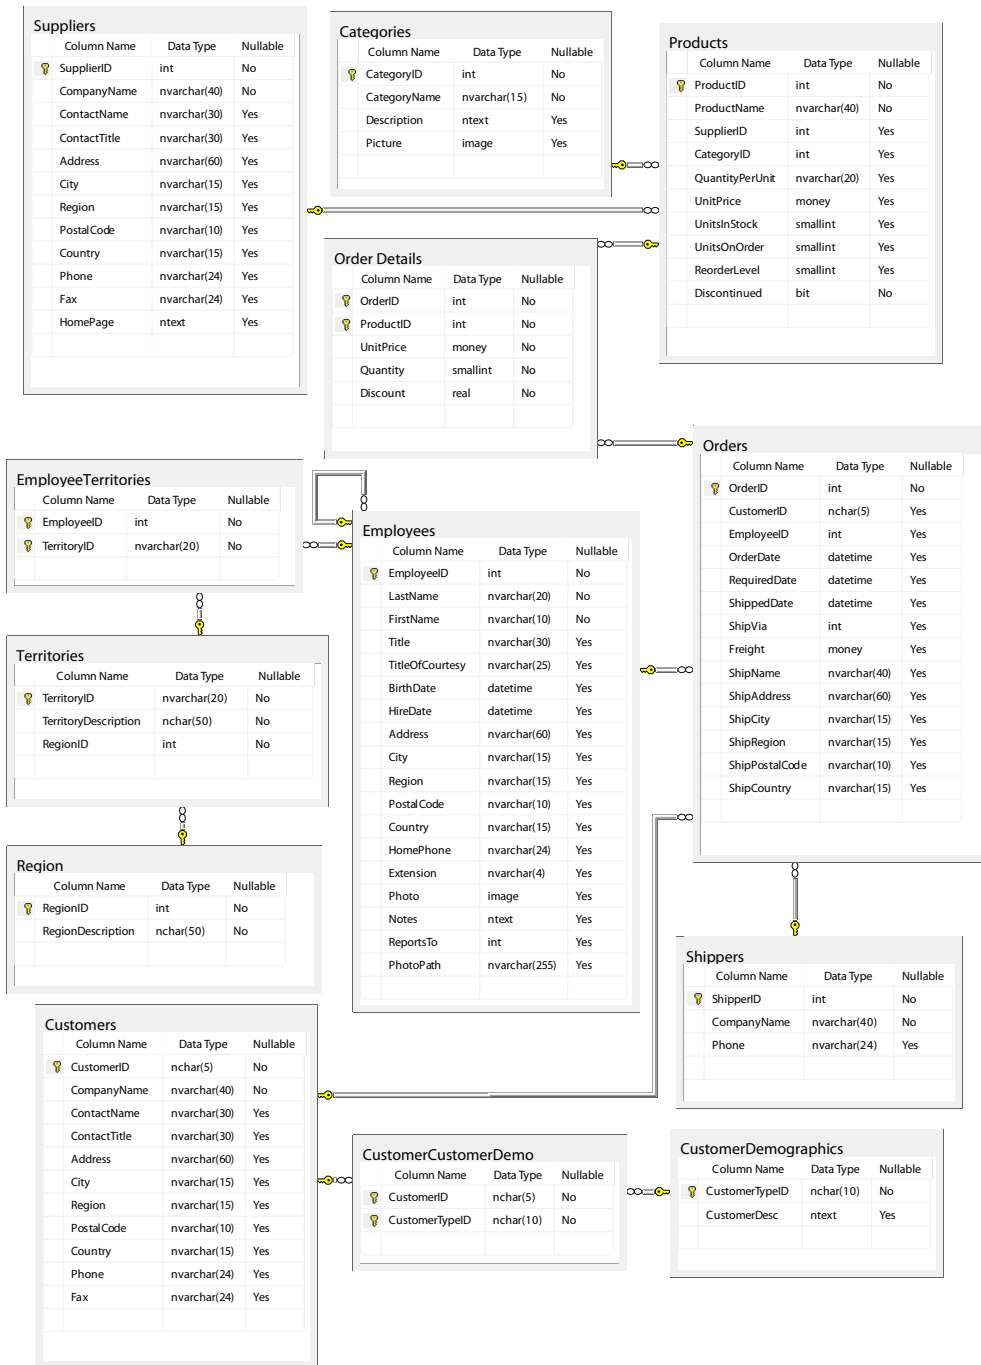 Suppliers
Column Name Data Type Nullable
SupplierID int No
CompanyName nvarchar(40) No
ContactName nvarchar(30) Yes
ContactTitle nvarchar(30) Yes
Address nvarchar(60) Yes
City nvarchar(15) Yes
Region nvarchar(15) Yes
PostalCode nvarchar(10) Yes
Country nvarchar(15) Yes
Phone nvarchar(24) Yes
Fax nvarchar(24) Yes
HomePage ntext Yes
Categories
Column Name Data Type Nullable
CategoryID int No
CategoryName nvarchar(15) No
Description ntext Yes
Picture image Yes
Products
Column Name Data Type Nullable
ProductID int No
ProductName nvarchar(40) No
SupplierID int Yes
CategoryID int Yes
QuantityPerUnit nvarchar(20) Yes
UnitPrice money Yes
UnitsInStock smallint Yes
UnitsOnOrder smallint Yes
ReorderLevel smallint Yes
Discontinued bit No
Order Details
Column Name Data Type Nullable
OrderID int No
ProductID int No
UnitPrice money No
Quantity smallint No
Discount real No
Orders
Column Name Data Type Nullable
OrderID int No
CustomerID nchar(5) Yes
EmployeeID int Yes
OrderDate datetime Yes
RequiredDate datetime Yes
ShippedDate datetime Yes
ShipVia int Yes
Freight money Yes
ShipName nvarchar(40) Yes
ShipAddress nvarchar(60) Yes
ShipCity nvarchar(15) Yes
ShipRegion nvarchar(15) Yes
ShipPostalCode nvarchar(10) Yes
ShipCountry nvarchar(15) Yes
EmployeeTerritories
Column Name Data Type Nullable
EmployeeID int No
TerritoryID nvarchar(20) No
Employees
Column Name Data Type Nullable
EmployeeID int No
LastName nvarchar(20) No
FirstName nvarchar(10) No
Title nvarchar(30) Yes
TitleOfCourtesy nvarchar(25) Yes
BirthDate datetime Yes
HireDate datetime Yes
Address nvarchar(60) Yes
City nvarchar(15) Yes
Region nvarchar(15) Yes
PostalCode nvarchar(10) Yes
Country nvarchar(15) Yes
HomePhone nvarchar(24) Yes
Extension nvarchar(4) Yes
Photo image Yes
Notes ntext Yes
ReportsTo int Yes
PhotoPath nvarchar(255) Yes
Territories
Column Name Data Type Nullable
TerritoryID nvarchar(20) No
TerritoryDescription nchar(50) No
RegionID int No
Region
Column Name Data Type Nullable
RegionID int No
RegionDescription nchar(50) No
Shippers
Column Name Data Type Nullable
ShipperID int No
CompanyName nvarchar(40) No
Phone nvarchar(24) Yes
Customers
Column Name Data Type Nullable
CustomerID nchar(5) No
CompanyName nvarchar(40) No
ContactName nvarchar(30) Yes
ContactTitle nvarchar(30) Yes
Address nvarchar(60) Yes
City nvarchar(15) Yes
Region nvarchar(15) Yes
PostalCode nvarchar(10) Yes
Country nvarchar(15) Yes
Phone nvarchar(24) Yes
Fax nvarchar(24) Yes
CustomerCustomerDemo
Column Name Data Type Nullable
CustomerID nchar(5) No
CustomerTypeID nchar(10) No
CustomerDemographics
Column Name Data Type Nullable
CustomerTypeID nchar(10) No
CustomerDesc ntext Yes